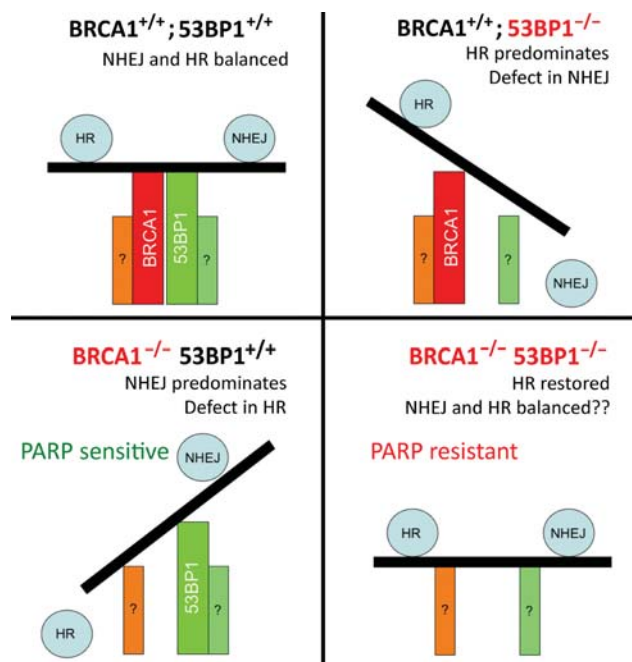 BRCA1+/+; 53BP1+/+
NHEJ and HR balanced
HR
NHEJ
?
BRCA1
53BP1
?
BRCA1+/+; 53BP1−/−
HR predominates
Defect in NHEJ
HR
?
BRCA1
?
NHEJ
BRCA1−/− 53BP1+/+
NHEJ predominates
Defect in HR
PARP sensitive
NHEJ
?
53BP1
?
HR
BRCA1−/− 53BP1−/−
HR restored
NHEJ and HR balanced??
PARP resistant
HR
NHEJ
?
?